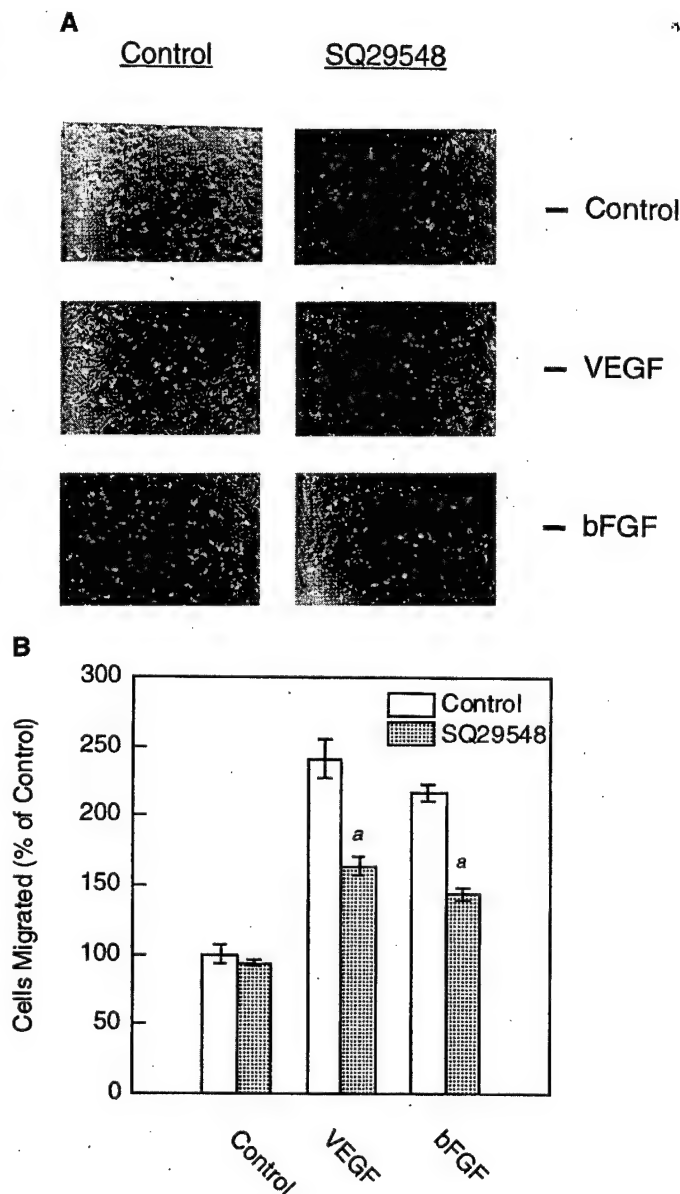 A
Control SQ29548
Control
VEGF
bFGF
B
300
250
200
150
100
50
0
Cells Migrated (% of Control)
Control
SQ29548
a
a
Control
VEGF
bFGF